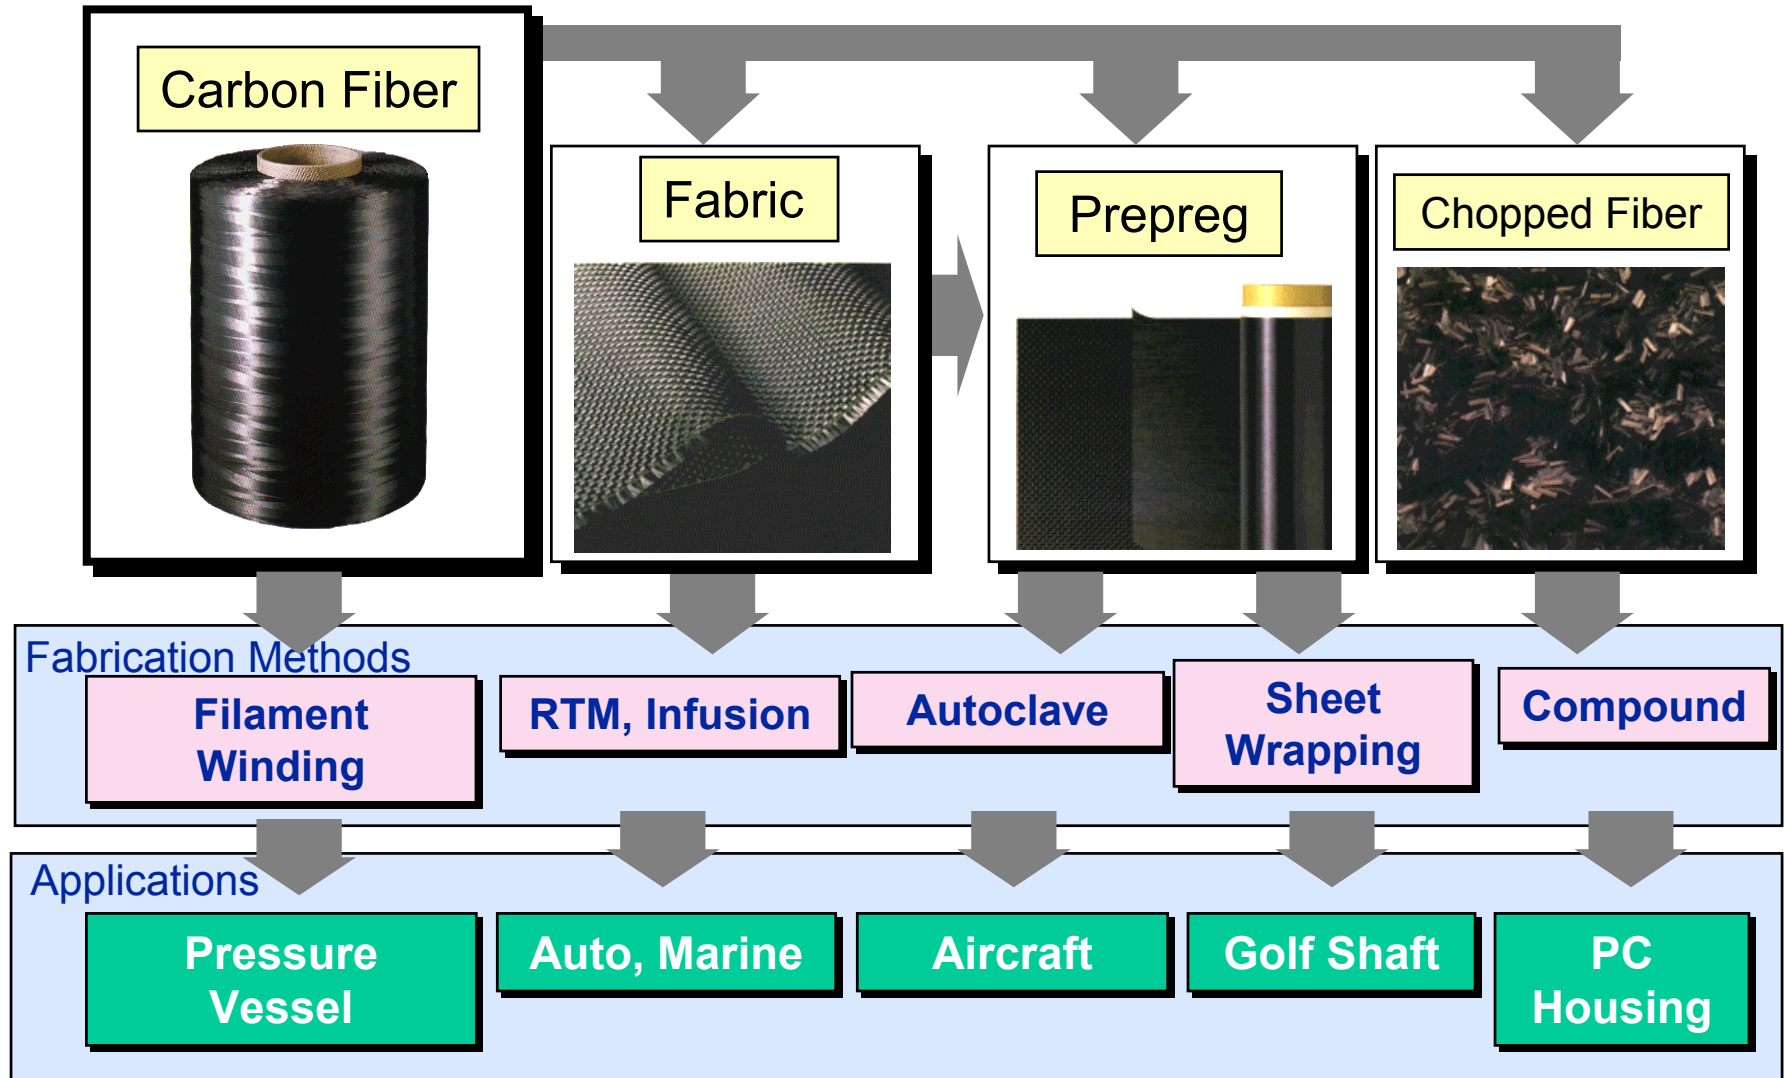 Carbon Fiber
Fabric
Prepreg
Chopped Fiber
Fabrication Methods
Filament
Winding
RTM, Infusion
Autoclave
Sheet
Wrapping
Compound
Applications
Pressure
Vessel
Auto, Marine
Aircraft
Golf Shaft
PC
Housing